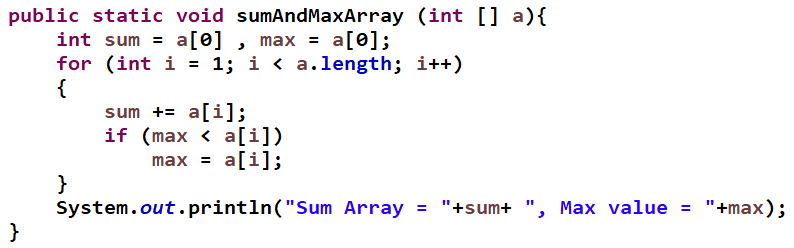 public static void sumAndMaxArray (int [] a){
    int sum = a[0] , max = a[0];
    for (int i = 1; i < a.length; i++)
    {
        sum += a[i];
        if (max < a[i])
            max = a[i];
    }
    System.out.println("Sum Array = "+sum+ ", Max value = "+max);
}